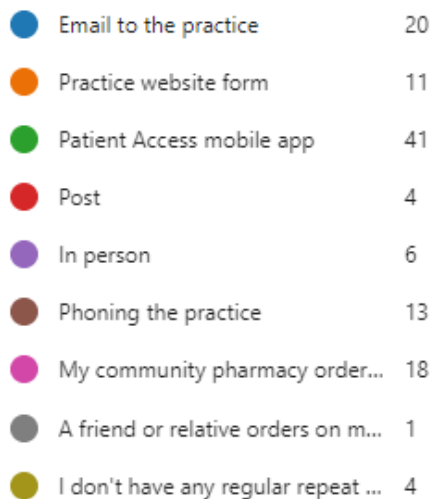 Email to the practice 20
Practice website form 11
Patient Access mobile app 41
Post 4
In person 6
Phoning the practice 13
My community pharmacy order... 18
A friend or relative orders on m... 1
I don't have any regular repeat ... 4